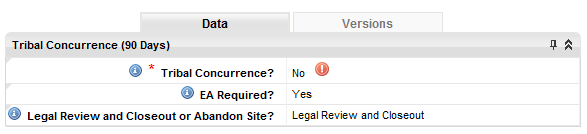 Data Versions
Tribal Concurrence (90 Days)
* Tribal Concurrence? No
EA Required? Yes
Legal Review and Closeout or Abandon Site? Legal Review and Closeout